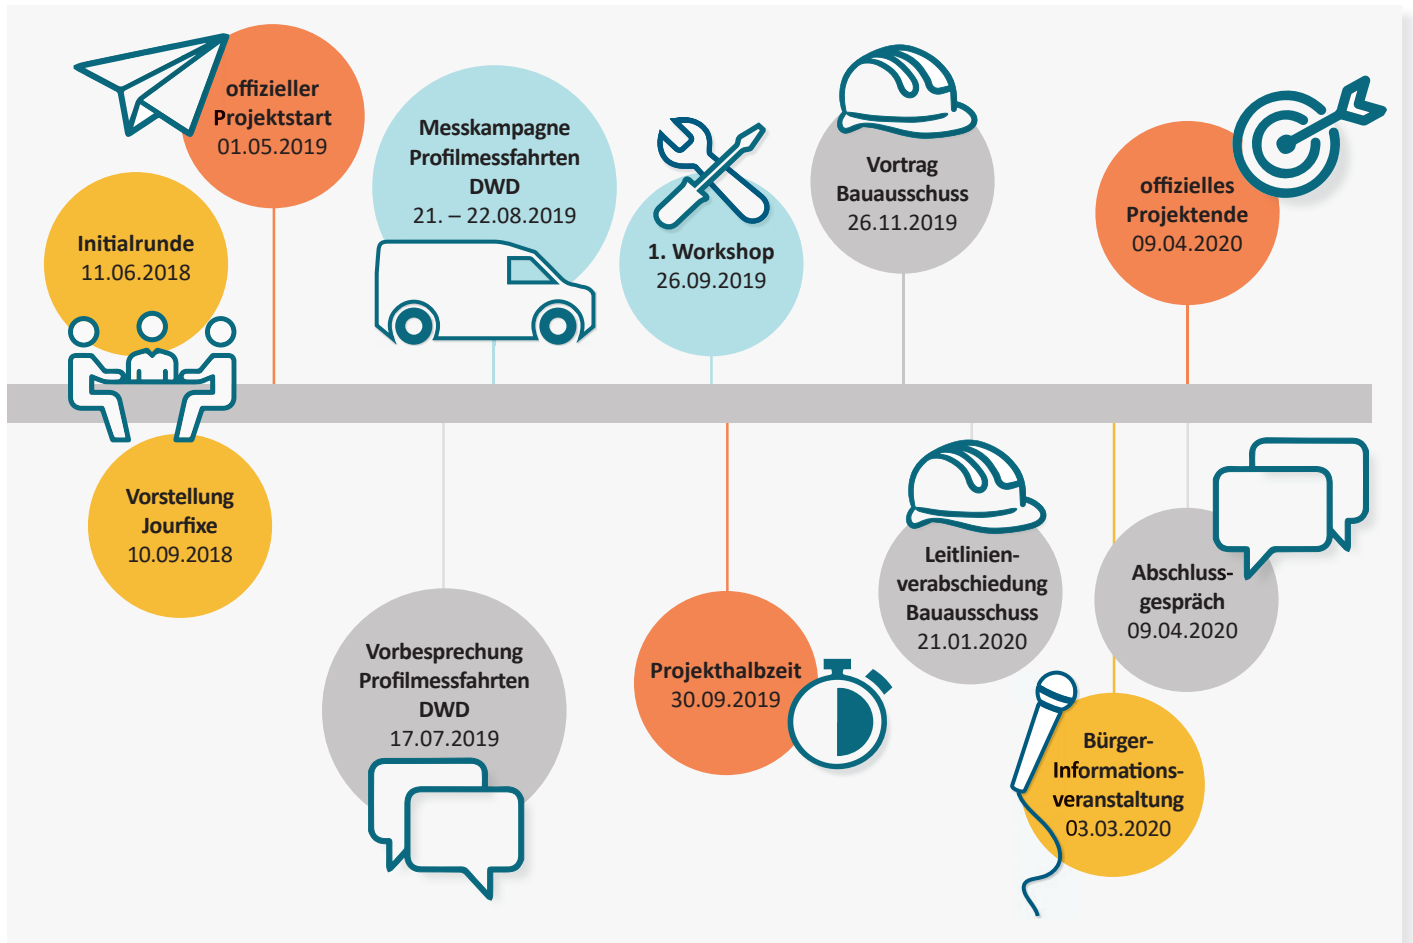 offizieller
Projektstart
01.05.2019
Messkampagne
Profilmessfahrten
DWD
21. – 22.08.2019
Vortrag
Bauausschuss
26.11.2019
offizielles
Projektende
09.04.2020
Initialrunde
11.06.2018
1. Workshop
26.09.2019
Vorstellung
Jourfixe
10.09.2018
Vorbesprechung
Profilmessfahrten
DWD
17.07.2019
Projekthalbzeit
30.09.2019
Leitlinien-
verabschiedung
Bauausschuss
21.01.2020
Abschluss-
gespräch
09.04.2020
Bürger-
Informations-
veranstaltung
03.03.2020